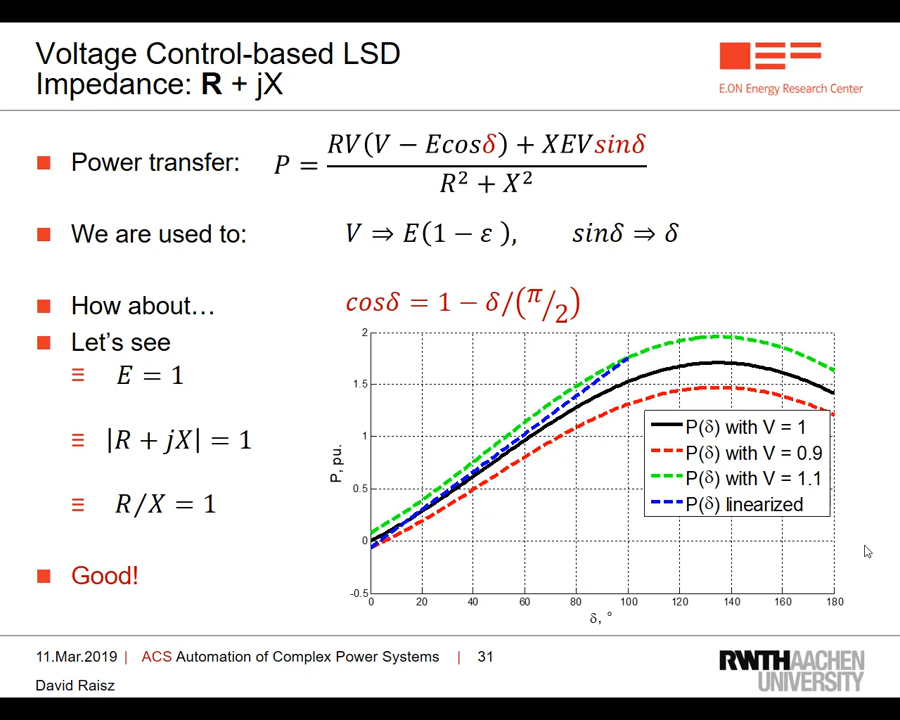 Voltage Control-based LSD
Impedance: R + jX
E.ON Energy Research Center
Power transfer: P = RV(V − Ecosδ) + XEVsinδ / R² + X²
We are used to: V ⇒ E(1 − ε ), sinδ ⇒ δ
How about… cosδ = 1 − δ/(π/2)
Let's see
E = 1
|R + jX| = 1
R/X = 1
Good!
P, pu.
2
1.5
1
0.5
0
-0.5
0 20 40 60 80 100 120 140 160 180
δ, °
P(δ) with V = 1
P(δ) with V = 0.9
P(δ) with V = 1.1
P(δ) linearized
11.Mar.2019 | ACS Automation of Complex Power Systems | 31
David Raisz
RWTHAACHEN
UNIVERSITY